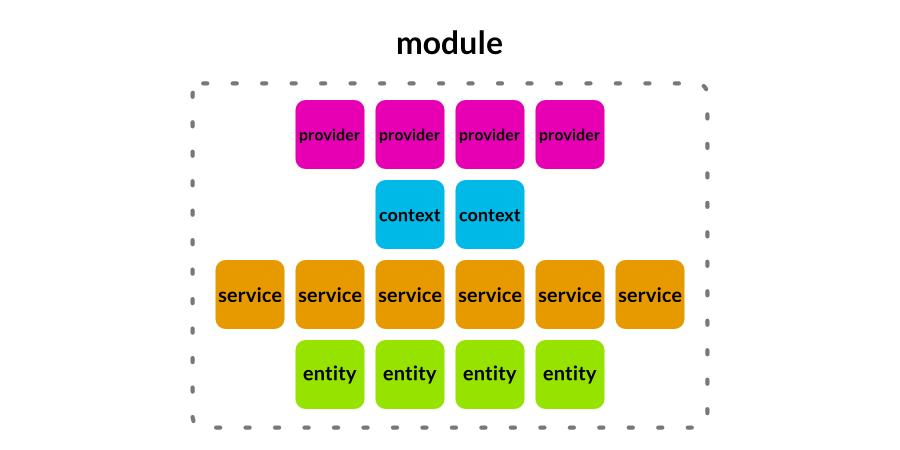 module
provider provider provider provider
context context
service service service service service service
entity entity entity entity